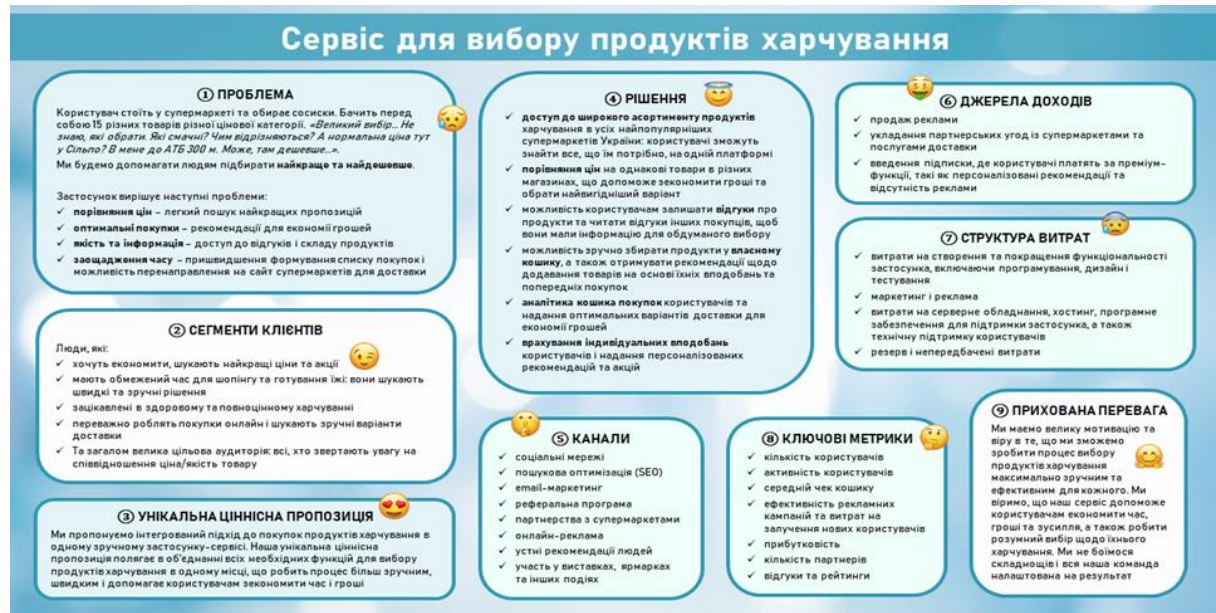 Сервіс для вибору продуктів харчування
① ПРОБЛЕМА
Користувач стоїть у супермаркеті та обирає сосиски. Бачить перед
собою 15 різних товарів різної цінової категорії. «Великий вибір... Не
знаю, які обрати. Які смачні? Чим відрізняються? А нормальна ціна тут
у Сільпо? В мене до АТБ 300 м. Може, там дешевше...».
Ми будемо допомагати людям підбирати найкраще та найдешевше.
Застосунок вирішує наступні проблеми:
✓ порівняння цін – легкий пошук найкращих пропозицій
✓ оптимальні покупки – рекомендації для економії грошей
✓ якість та інформація – доступ до відгуків і складу продуктів
✓ заощадження часу – пришвидшення формування списку покупок і
можливість перенаправлення на сайт супермаркетів для доставки
② СЕГМЕНТИ КЛІЄНТІВ
Люди, які:
✓ хочуть економити, шукають найкращі ціни та акції
✓ мають обмежений час для шопінгу та готування їжі: вони шукають
швидкі та зручні рішення
✓ зацікавлені в здоровому та повноцінному харчуванні
✓ переважно роблять покупки онлайн і шукають зручні варіанти
доставки
✓ Та загалом велика цільова аудиторія: всі, хто звертають увагу на
співвідношення ціна/якість товару
③ УНІКАЛЬНА ЦІННІСНА ПРОПОЗИЦІЯ
Ми пропонуємо інтегрований підхід до покупок продуктів харчування в
одному зручному застосунку-сервісі. Наша унікальна ціннісна
пропозиція полягає в об'єднанні всіх необхідних функцій для вибору
продуктів харчування в одному місці, що робить процес більш зручним,
швидким і допомагає користувачам зекономити час і гроші
④ РІШЕННЯ
✓ доступ до широкого асортименту продуктів
харчування в усіх найпопулярніших
супермаркетів України: користувачі зможуть
знайти все, що їм потрібно, на одній платформі
✓ порівняння цін на однакові товари в різних
магазинах, що допоможе зекономити гроші та
обрати найвигідніший варіант
✓ можливість користувачам залишати відгуки про
продукти та читати відгуки інших покупців, щоб
вони мали інформацію для обдуманого вибору
✓ можливість зручно збирати продукти у власному
кошику, а також отримувати рекомендації щодо
додавання товарів на основі їхніх вподобань та
попередніх покупок
✓ аналітика кошика покупок користувачів та
надання оптимальних варіантів доставки для
економії грошей
✓ врахування індивідуальних вподобань
користувачів і надання персоналізованих
рекомендацій та акцій
⑤ КАНАЛИ
✓ соціальні мережі
✓ пошукова оптимізація (SEO)
✓ email-маркетинг
✓ реферальна програма
✓ партнерства з супермаркетами
✓ онлайн-реклама
✓ устні рекомендації людей
✓ участь у виставках, ярмарках
та інших подіях
⑥ ДЖЕРЕЛА ДОХОДІВ
✓ продаж реклами
✓ укладання партнерських угод із супермаркетами та
послугами доставки
✓ введення підписки, де користувачі платять за преміум-
функції, такі як персоналізовані рекомендації та
відсутність реклами
⑦ СТРУКТУРА ВИТРАТ
✓ витрати на створення та покращення функціональності
застосунка, включаючи програмування, дизайн і
тестування
✓ маркетинг і реклама
✓ витрати на серверне обладнання, хостинг, програмне
забезпечення для підтримки застосунка, а також
технічну підтримку користувачів
✓ резерв і непередбачені витрати
⑧ КЛЮЧОВІ МЕТРИКИ
✓ кількість користувачів
✓ активність користувачів
✓ середній чек кошику
✓ ефективність рекламних
кампаній та витрат на
залучення нових користувачів
✓ прибутковість
✓ кількість партнерів
✓ відгуки та рейтинги
⑨ ПРИХОВАНА ПЕРЕВАГА
Ми маємо велику мотивацію та
віру в те, що ми зможемо
зробити процес вибору
продуктів харчування
максимально зручним та
ефективним для кожного. Ми
віримо, що наш сервіс допоможе
користувачам економити час,
гроші та зусилля, а також робити
розумний вибір щодо їхнього
харчування. Ми не боїмося
складнощів і вся наша команда
налаштована на результат